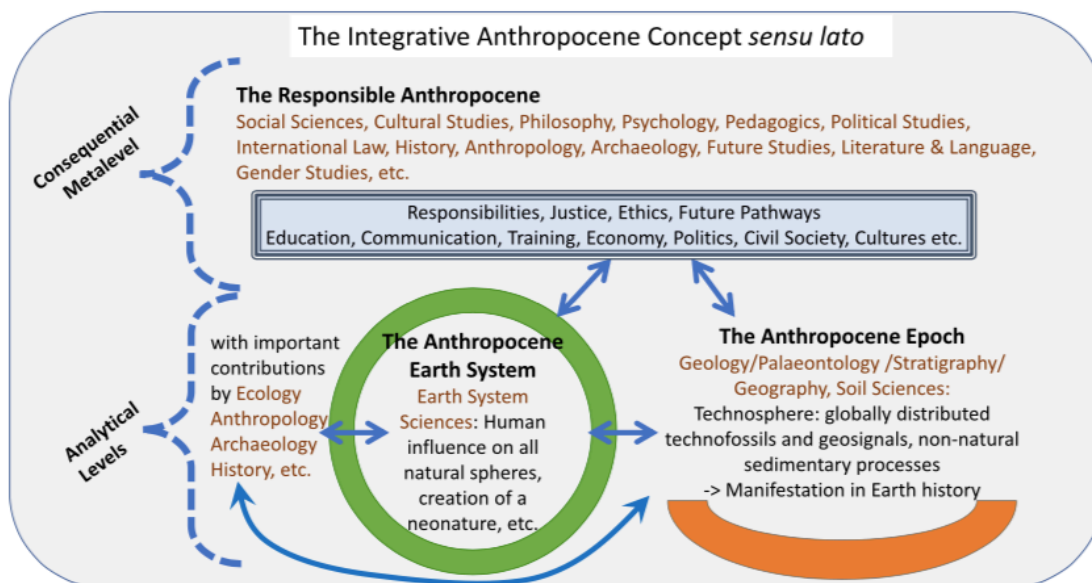 The Integrative Anthropocene Concept sensu lato
Consequential
Metalevel
The Responsible Anthropocene
Social Sciences, Cultural Studies, Philosophy, Psychology, Pedagogics, Political Studies,
International Law, History, Anthropology, Archaeology, Future Studies, Literature & Language,
Gender Studies, etc.
Responsibilities, Justice, Ethics, Future Pathways
Education, Communication, Training, Economy, Politics, Civil Society, Cultures etc.
Analytical
Levels
with important
contributions
by Ecology
Anthropology
Archaeology
History, etc.
The Anthropocene
Earth System
Earth System
Sciences: Human
influence on all
natural spheres,
creation of a
neonature, etc.
The Anthropocene Epoch
Geology/Palaeontology /Stratigraphy/
Geography, Soil Sciences:
Technosphere: globally distributed
technofossils and geosignals, non-natural
sedimentary processes
-> Manifestation in Earth history